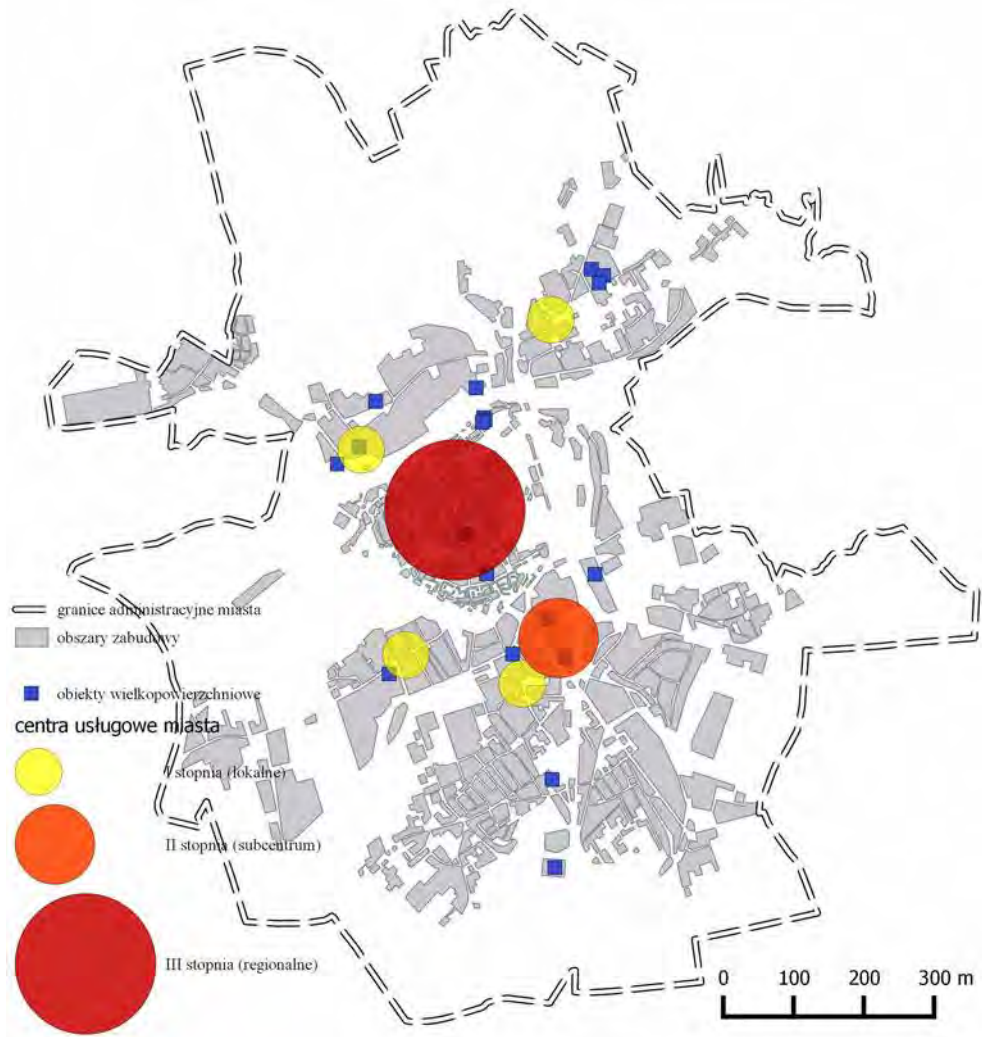 granice administracyjne miasta
obszary zabudowy
obiekty wielkopowierzchniowe
centra usługowe miasta
I stopnia (lokalne)
II stopnia (subcentrum)
III stopnia (regionalne)
0 100 200 300 m